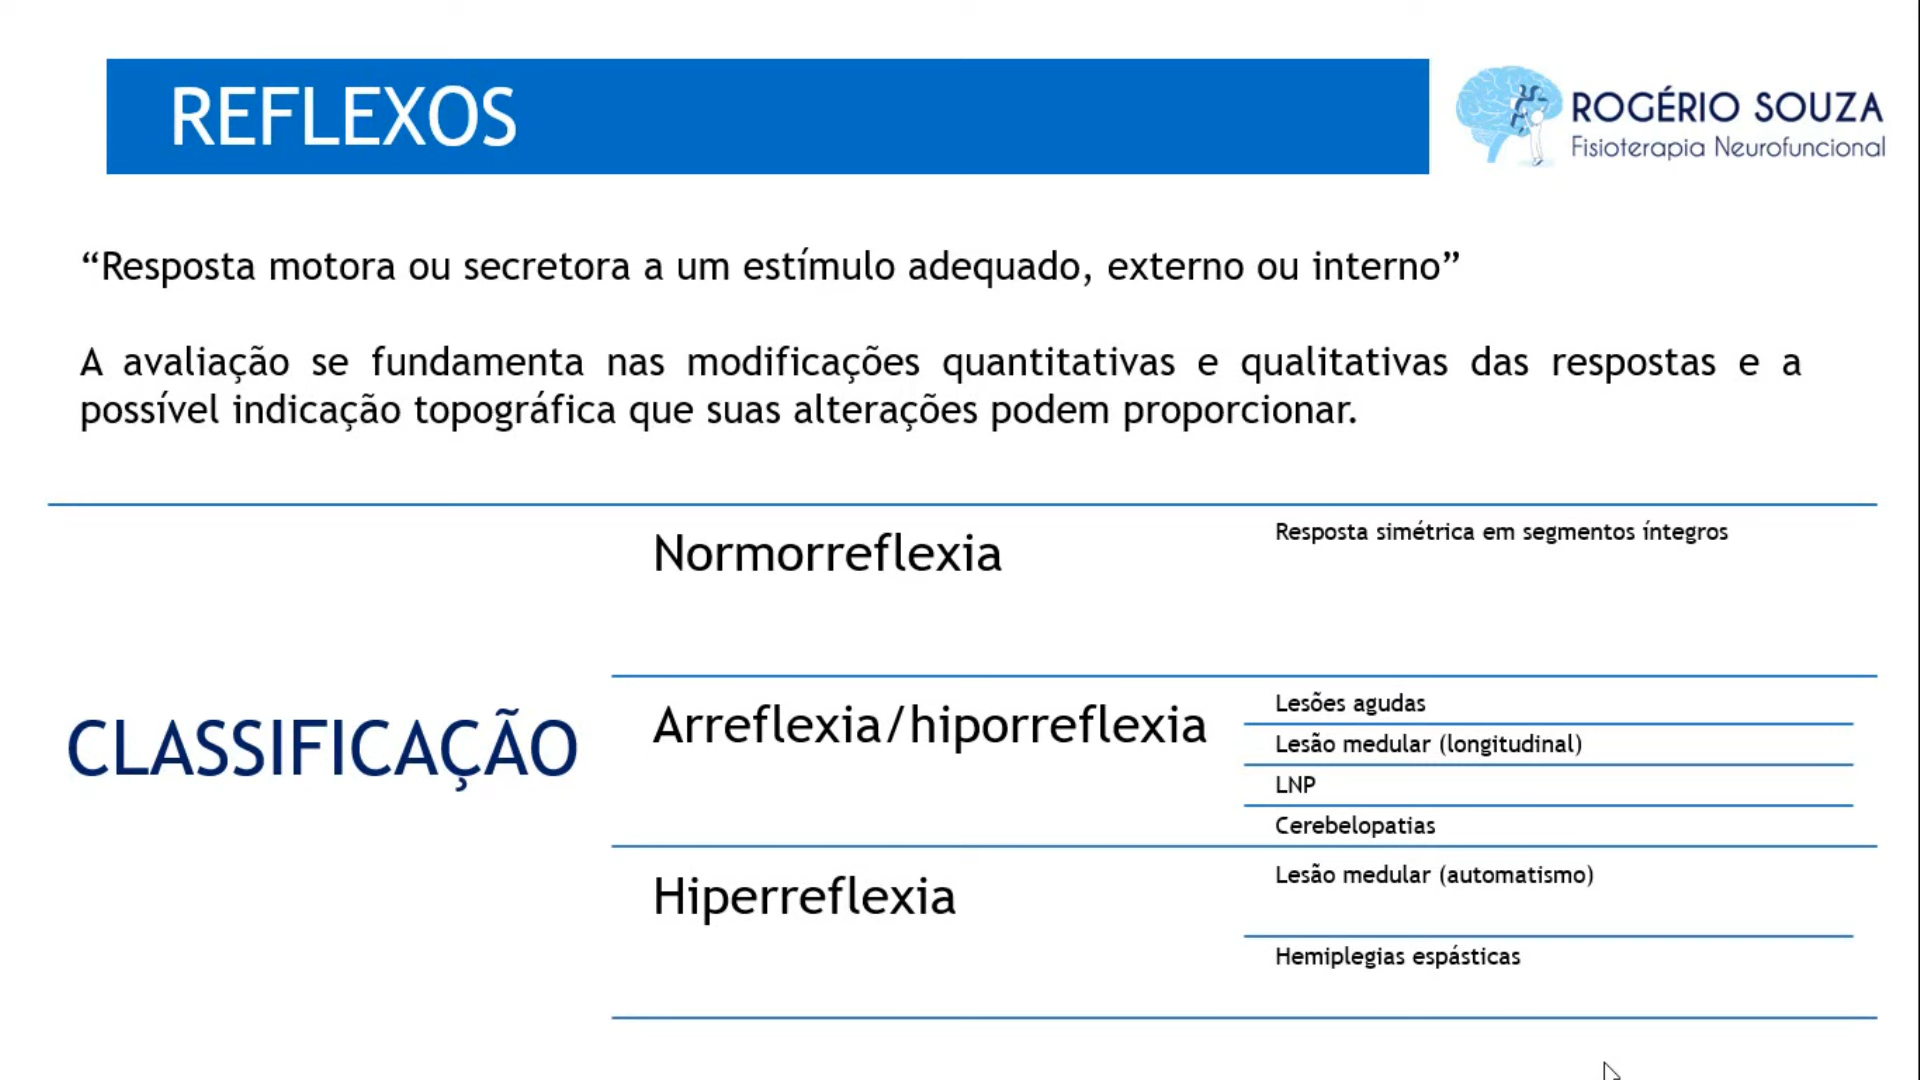 REFLEXOS
ROGÉRIO SOUZA
Fisioterapia Neurofuncional
“Resposta motora ou secretora a um estímulo adequado, externo ou interno”
A avaliação se fundamenta nas modificações quantitativas e qualitativas das respostas e a
possível indicação topográfica que suas alterações podem proporcionar.
CLASSIFICAÇÃO
Normorreflexia
Resposta simétrica em segmentos íntegros
Arreflexia/hiporreflexia
Lesões agudas
Lesão medular (longitudinal)
LNP
Cerebelopatias
Hiperreflexia
Lesão medular (automatismo)
Hemiplegias espásticas